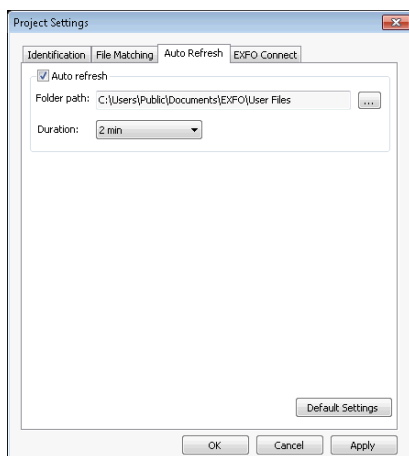 Project Settings
Identification File Matching Auto Refresh EXFO Connect
Auto refresh
Folder path: C:\Users\Public\Documents\EXFO\User Files ...
Duration: 2 min
Default Settings
OK Cancel Apply